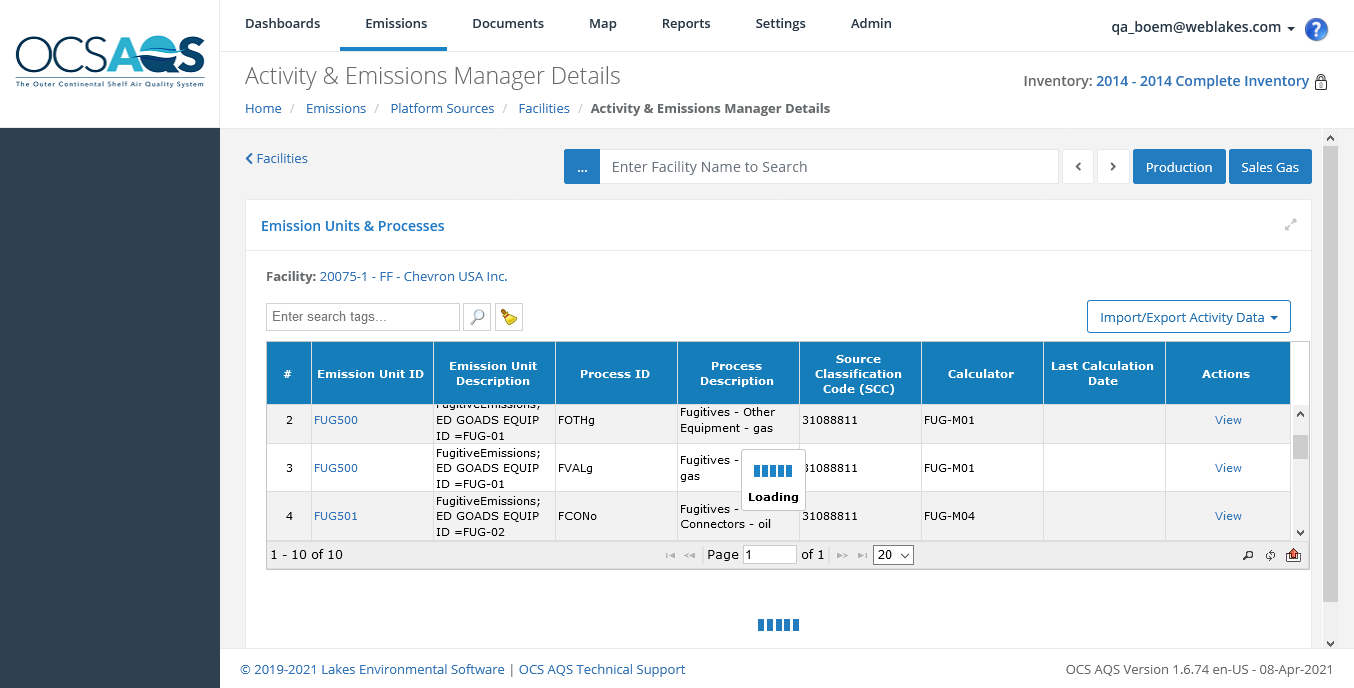 Dashboards Emissions Documents Map Reports Settings Admin qa_boem@weblakes.com ?
OCSAQS
The Outer Continental Shelf Air Quality System
Activity & Emissions Manager Details
Inventory: 2014 - 2014 Complete Inventory
Home / Emissions / Platform Sources / Facilities / Activity & Emissions Manager Details
Facilities
... Enter Facility Name to Search Production Sales Gas
Emission Units & Processes
Facility: 20075-1 - FF - Chevron USA Inc.
Enter search tags... Import/Export Activity Data
# Emission Unit ID Emission Unit Description Process ID Process Description Source Classification Code (SCC) Calculator Last Calculation Date Actions
2 FUG500 FugitiveEmissions; ED GOADS EQUIP ID =FUG-01 FOTHg Fugitives - Other Equipment - gas 31088811 FUG-M01 View
3 FUG500 FugitiveEmissions; ED GOADS EQUIP ID =FUG-01 FVALg Fugitives - gas 31088811 FUG-M01 View
Loading
4 FUG501 FugitiveEmissions; ED GOADS EQUIP ID =FUG-02 FCONo Fugitives - Connectors - oil 31088811 FUG-M04 View
1 - 10 of 10 Page 1 of 1 20
© 2019-2021 Lakes Environmental Software | OCS AQS Technical Support
OCS AQS Version 1.6.74 en-US - 08-Apr-2021